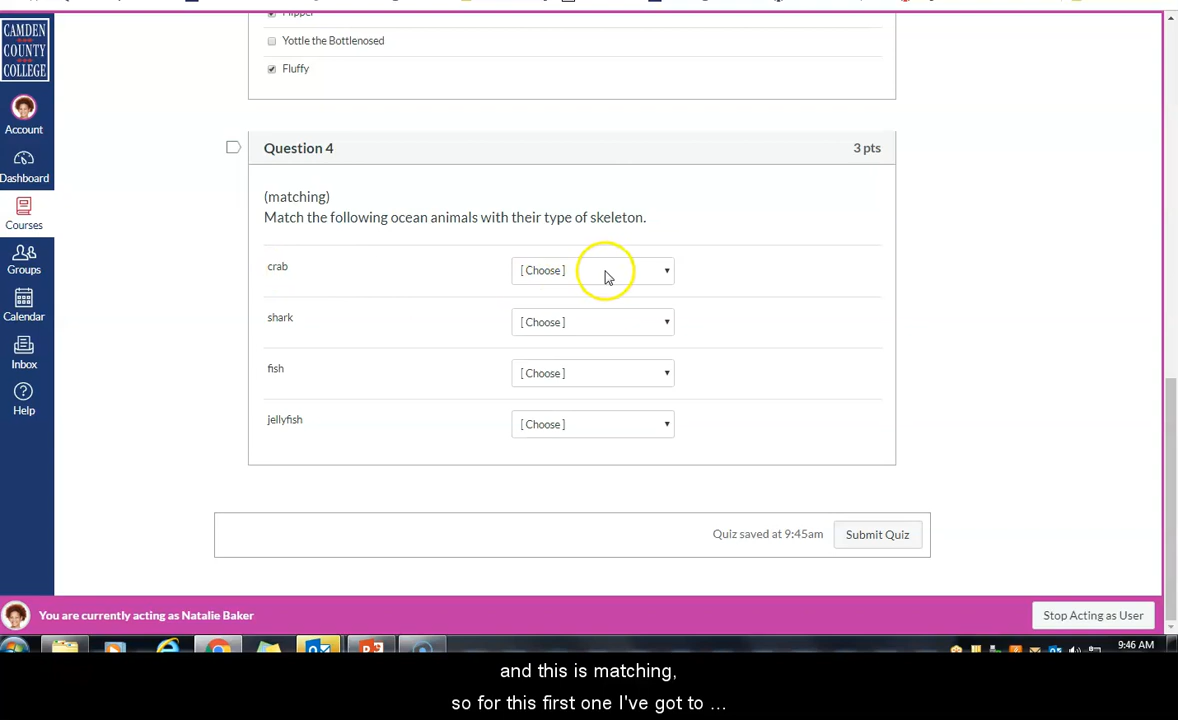 Flipper
Yottle the Bottlenosed
Fluffy
CAMDEN
COUNTY
COLLEGE
Account
Dashboard
Courses
Groups
Calendar
Inbox
Help
Question 4
3 pts
(matching)
Match the following ocean animals with their type of skeleton.
crab
[ Choose ]
shark
[ Choose ]
fish
[ Choose ]
jellyfish
[ Choose ]
Quiz saved at 9:45am
Submit Quiz
You are currently acting as Natalie Baker
Stop Acting as User
9:46 AM
and this is matching,
so for this first one I've got to ...